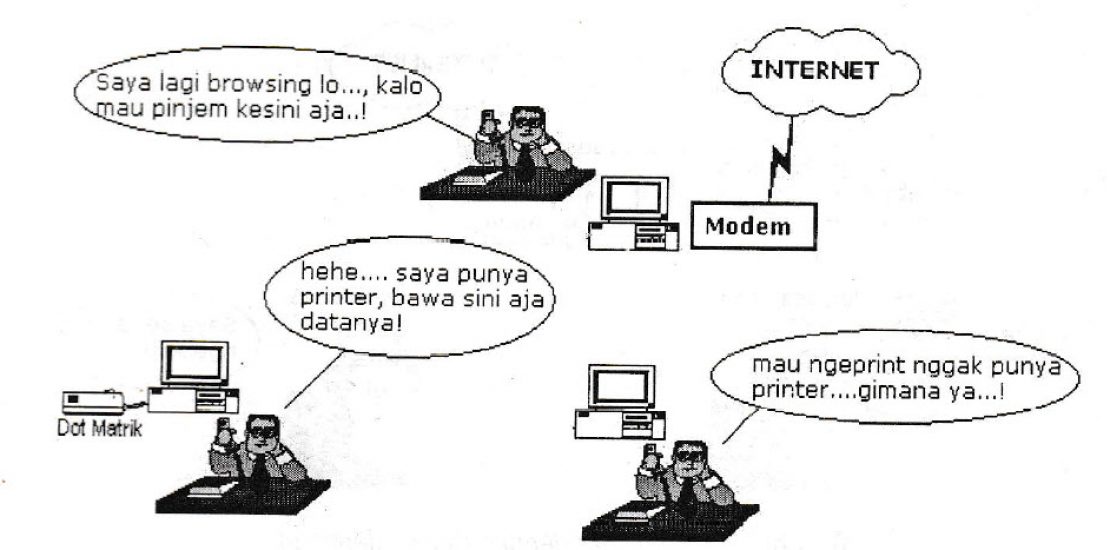 Saya lagi browsing lo..., kalo
mau pinjem kesini aja..!
INTERNET
Modem
hehe.... saya punya
printer, bawa sini aja
datanya!
mau ngeprint nggak punya
printer....gimana ya...!
Dot Matrik